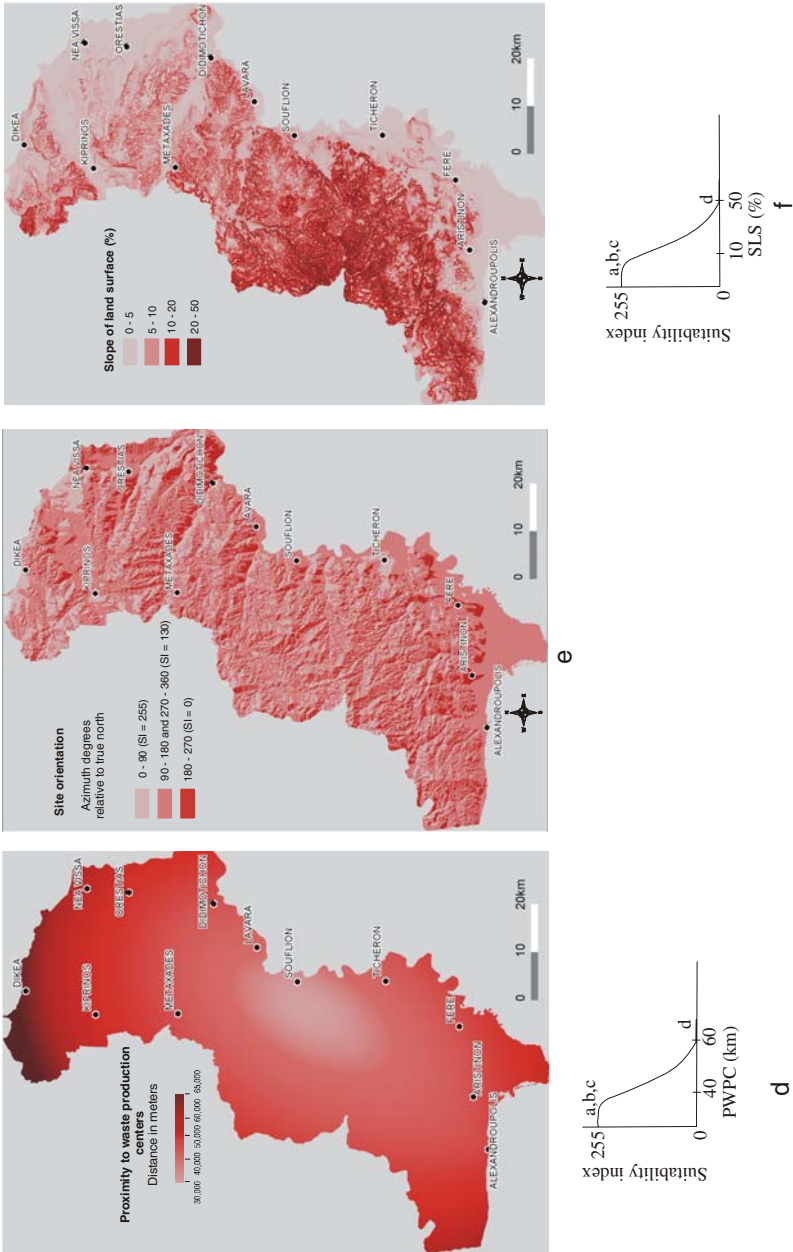 Proximity to waste production
centers
Distance in meters
30,000 40,000 50,000 60,000 65,000
DIKEA
KIPRINOS
NEA VISSA
ORESTIAS
METAXADES
DIDIMOTICHON
LAVARA
SOUFLION
TICHERON
FERE
ARISTINON
ALEXANDROUPOLIS
0 10 20km
Suitability index
255
a,b,c
d
0
40 60
PWPC (km)
d
Site orientation
Azimuth degrees
relative to true north
0 - 90 (SI = 255)
90 - 180 and 270 - 360 (SI = 130)
180 - 270 (SI = 0)
DIKEA
KIPRINOS
NEA VISSA
ORESTIAS
METAXADES
DIDIMOTICHON
LAVARA
SOUFLION
TICHERON
FERE
ARISTINON
ALEXANDROUPOLIS
0 10 20km
e
Slope of land surface (%)
0 - 5
5 - 10
10 - 20
20 - 50
DIKEA
KIPRINOS
NEA VISSA
ORESTIAS
METAXADES
DIDIMOTICHON
LAVARA
SOUFLION
TICHERON
FERE
ARISTINON
ALEXANDROUPOLIS
0 10 20km
Suitability index
255
a,b,c
d
0
10 50
SLS (%)
f